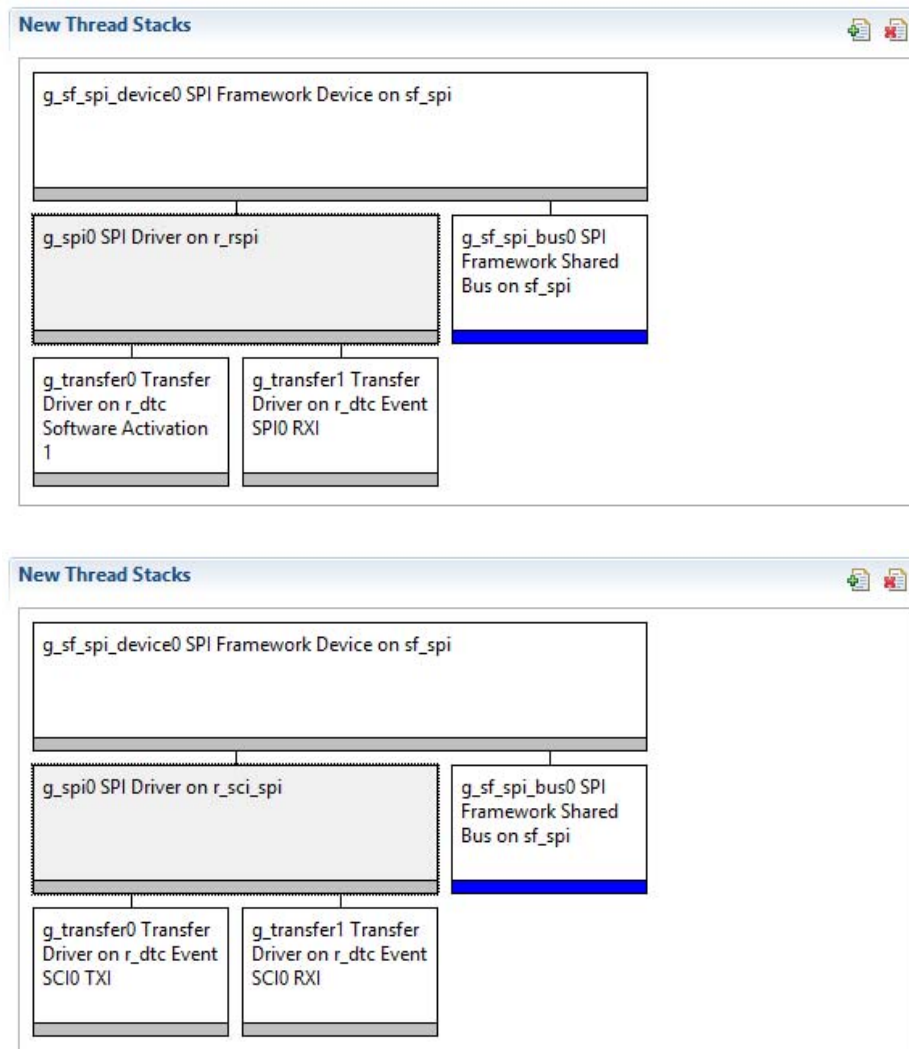 New Thread Stacks
g_sf_spi_device0 SPI Framework Device on sf_spi
g_spi0 SPI Driver on r_rspi
g_sf_spi_bus0 SPI
Framework Shared
Bus on sf_spi
g_transfer0 Transfer
Driver on r_dtc
Software Activation
1
g_transfer1 Transfer
Driver on r_dtc Event
SPI0 RXI
New Thread Stacks
g_sf_spi_device0 SPI Framework Device on sf_spi
g_spi0 SPI Driver on r_sci_spi
g_sf_spi_bus0 SPI
Framework Shared
Bus on sf_spi
g_transfer0 Transfer
Driver on r_dtc Event
SCI0 TXI
g_transfer1 Transfer
Driver on r_dtc Event
SCI0 RXI